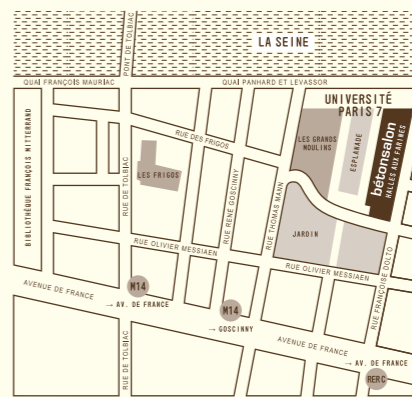 PONT DE TOLBIAC
LA SEINE
QUAI FRANÇOIS MAURIAC
QUAI PANHARD ET LEVASSOR
UNIVERSITÉ
PARIS 7
BIBLIOTHÈQUE FRANÇOIS MITTERRAND
RUE DE TOLBIAC
RUE DES FRIGOS
LES FRIGOS
RUE RENÉ GOSCINNY
RUE THOMAS MANN
LES GRANDS
MOULINS
ESPLANADE
bétonsalon
HALLES AUX FARINES
JARDIN
RUE OLIVIER MESSIAEN
RUE OLIVIER MESSIAEN
RUE FRANÇOISE DOLTO
AVENUE DE FRANCE
M14
→ AV. DE FRANCE
M14
→ GOSCINNY
RUE DE TOLBIAC
AVENUE DE FRANCE
→ AV. DE FRANCE
RERC